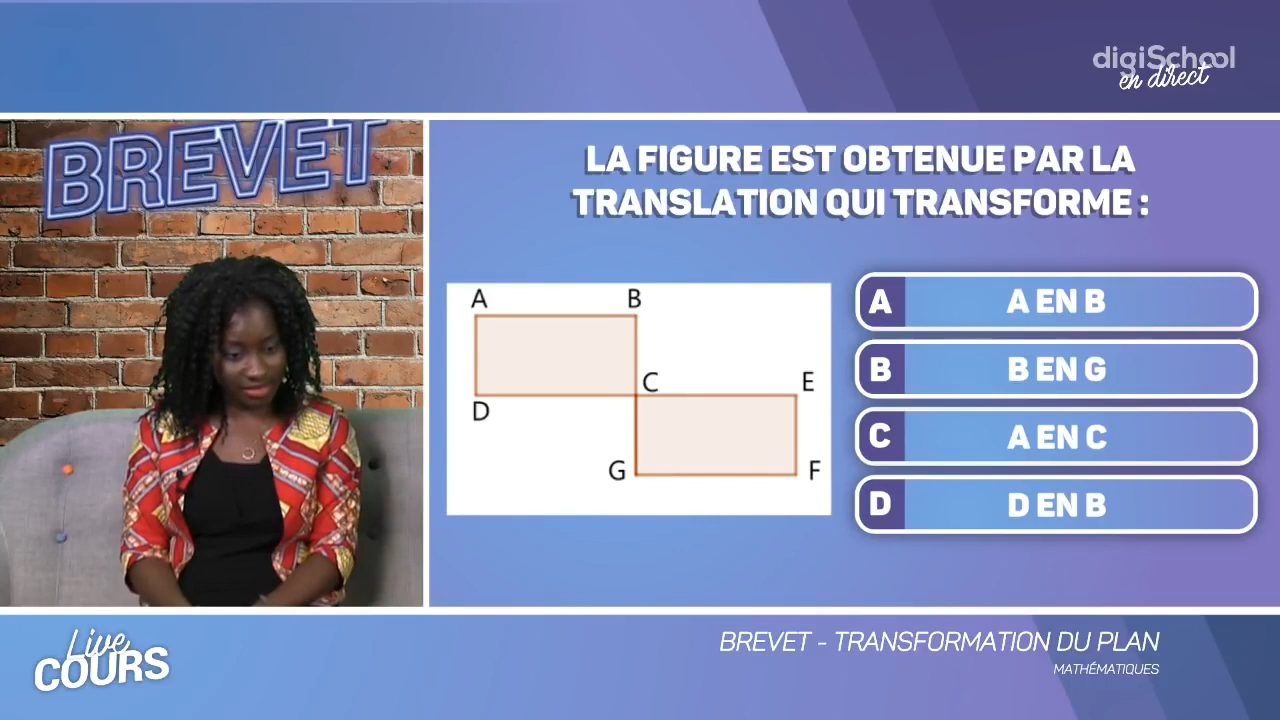 digiSchool
en direct
BREVET
LA FIGURE EST OBTENUE PAR LA
TRANSLATION QUI TRANSFORME :
A B
C E
D
G F
A A EN B
B B EN G
C A EN C
D D EN B
Live
COURS
BREVET - TRANSFORMATION DU PLAN
MATHÉMATIQUES